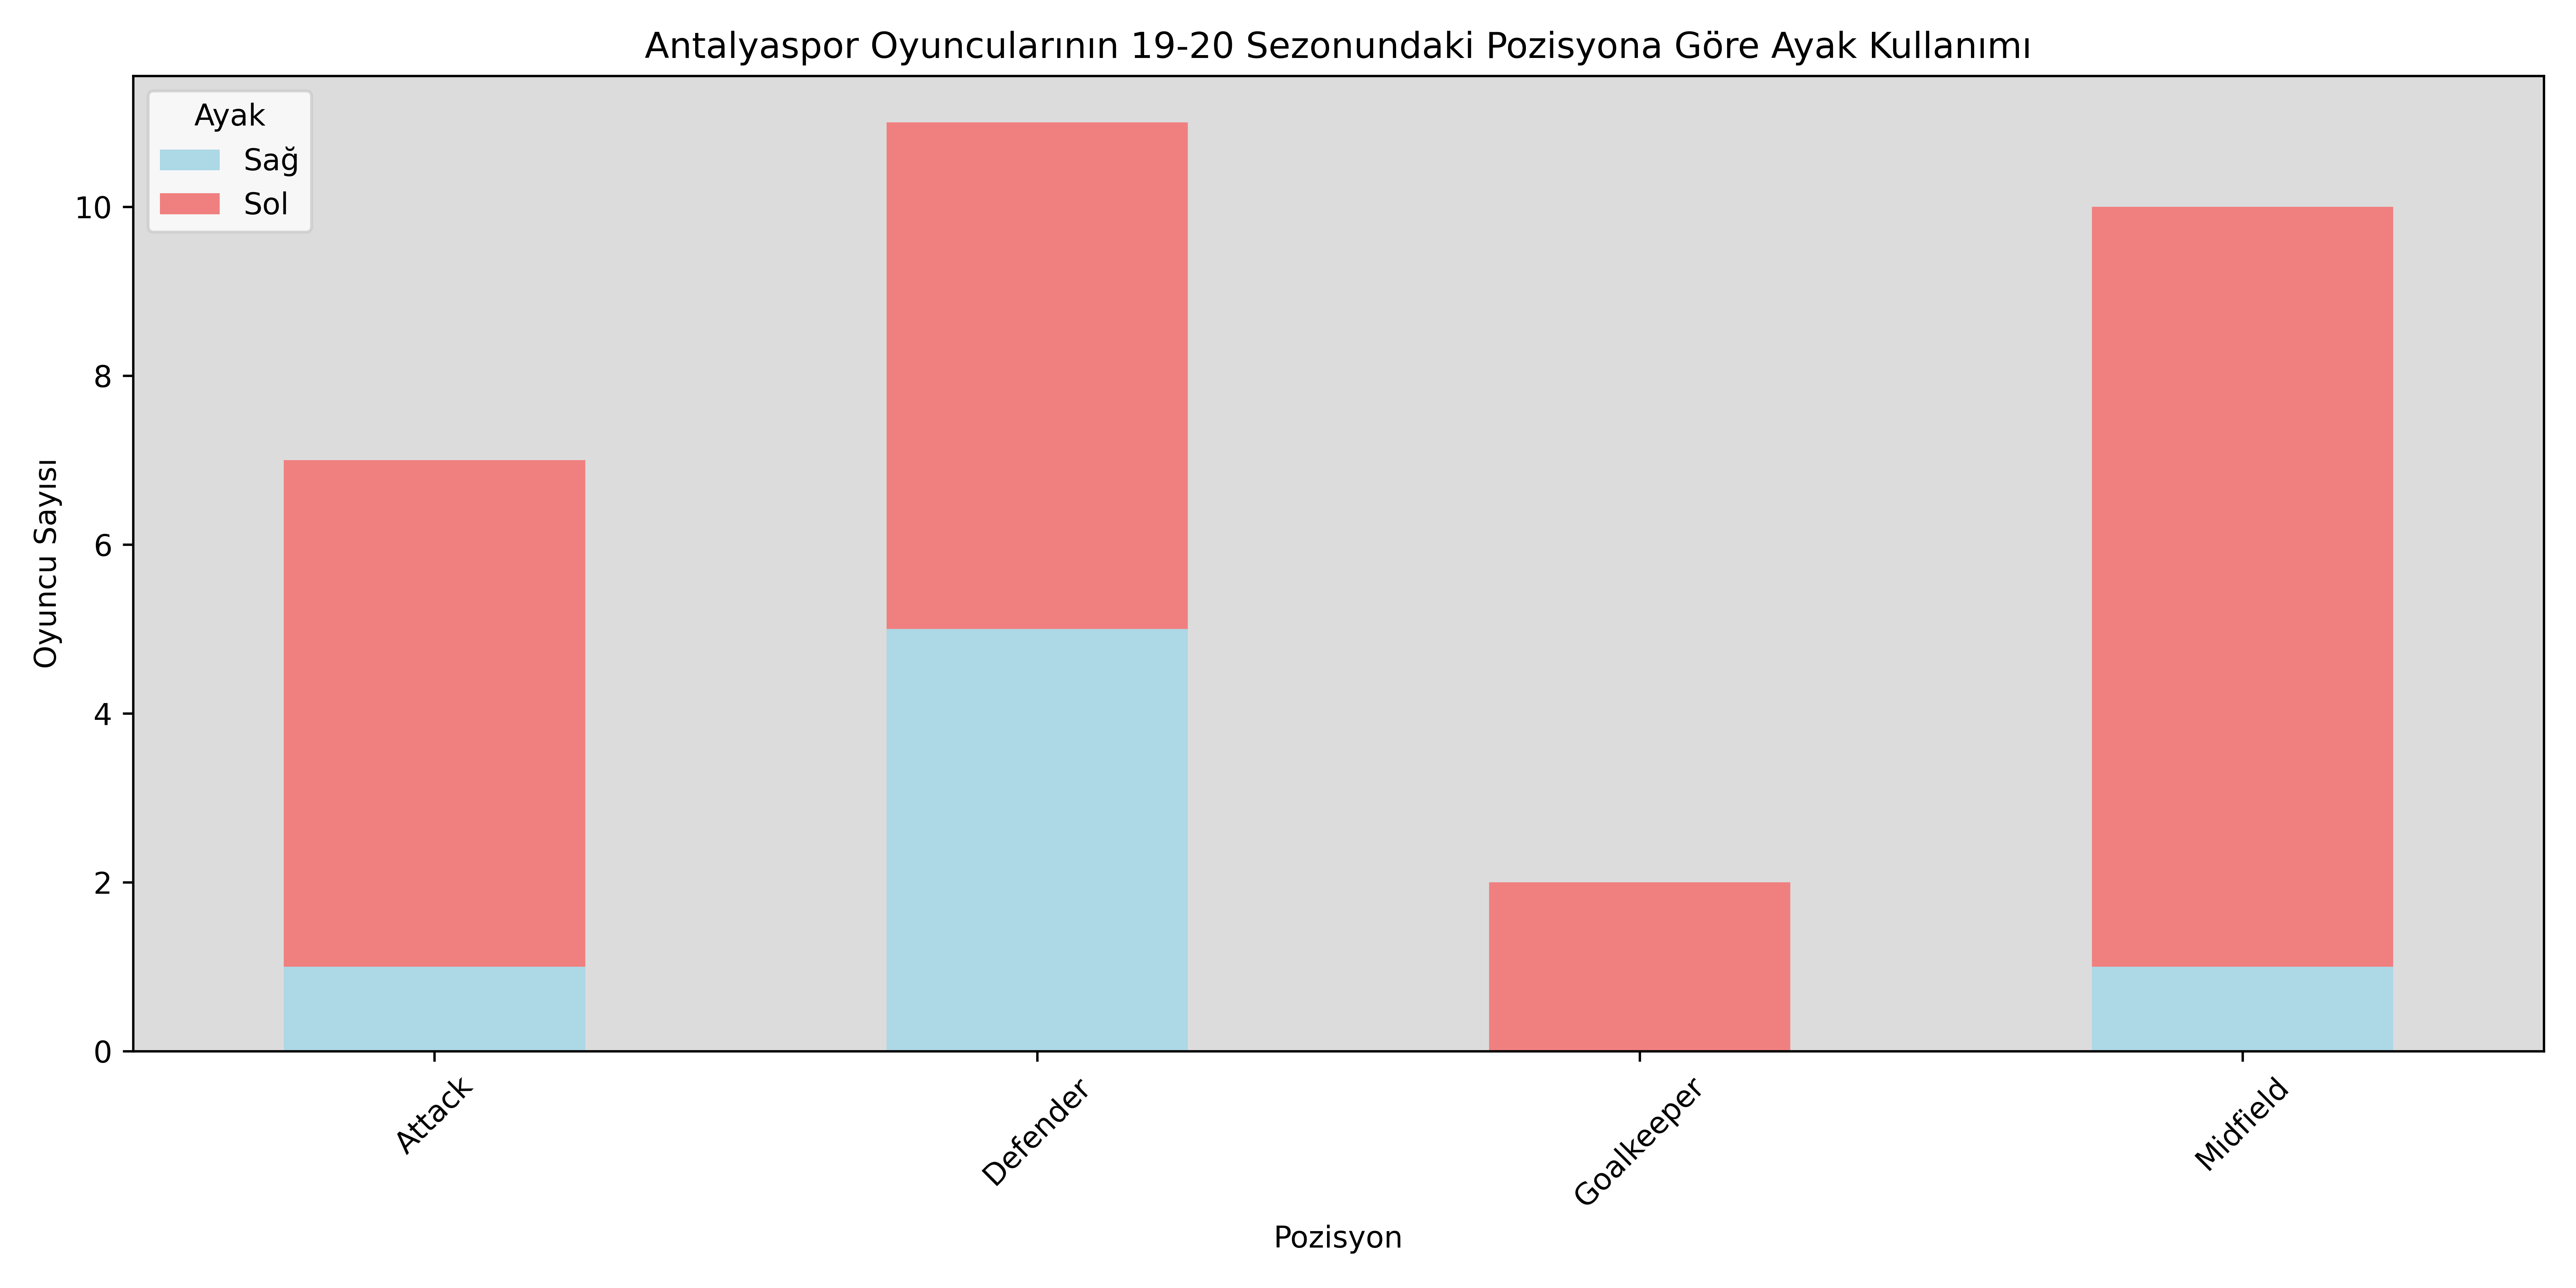 Antalyaspor Oyuncularının 19-20 Sezonundaki Pozisyona Göre Ayak Kullanımı
Ayak
Sağ
Sol
Oyuncu Sayısı
10
8
6
4
2
0
Attack
Defender
Goalkeeper
Midfield
Pozisyon